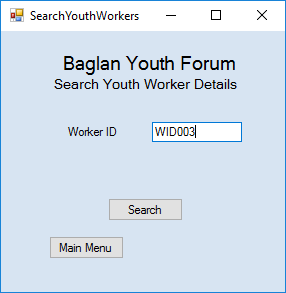 SearchYouthWorkers
Baglan Youth Forum
Search Youth Worker Details
Worker ID WID003
Search
Main Menu